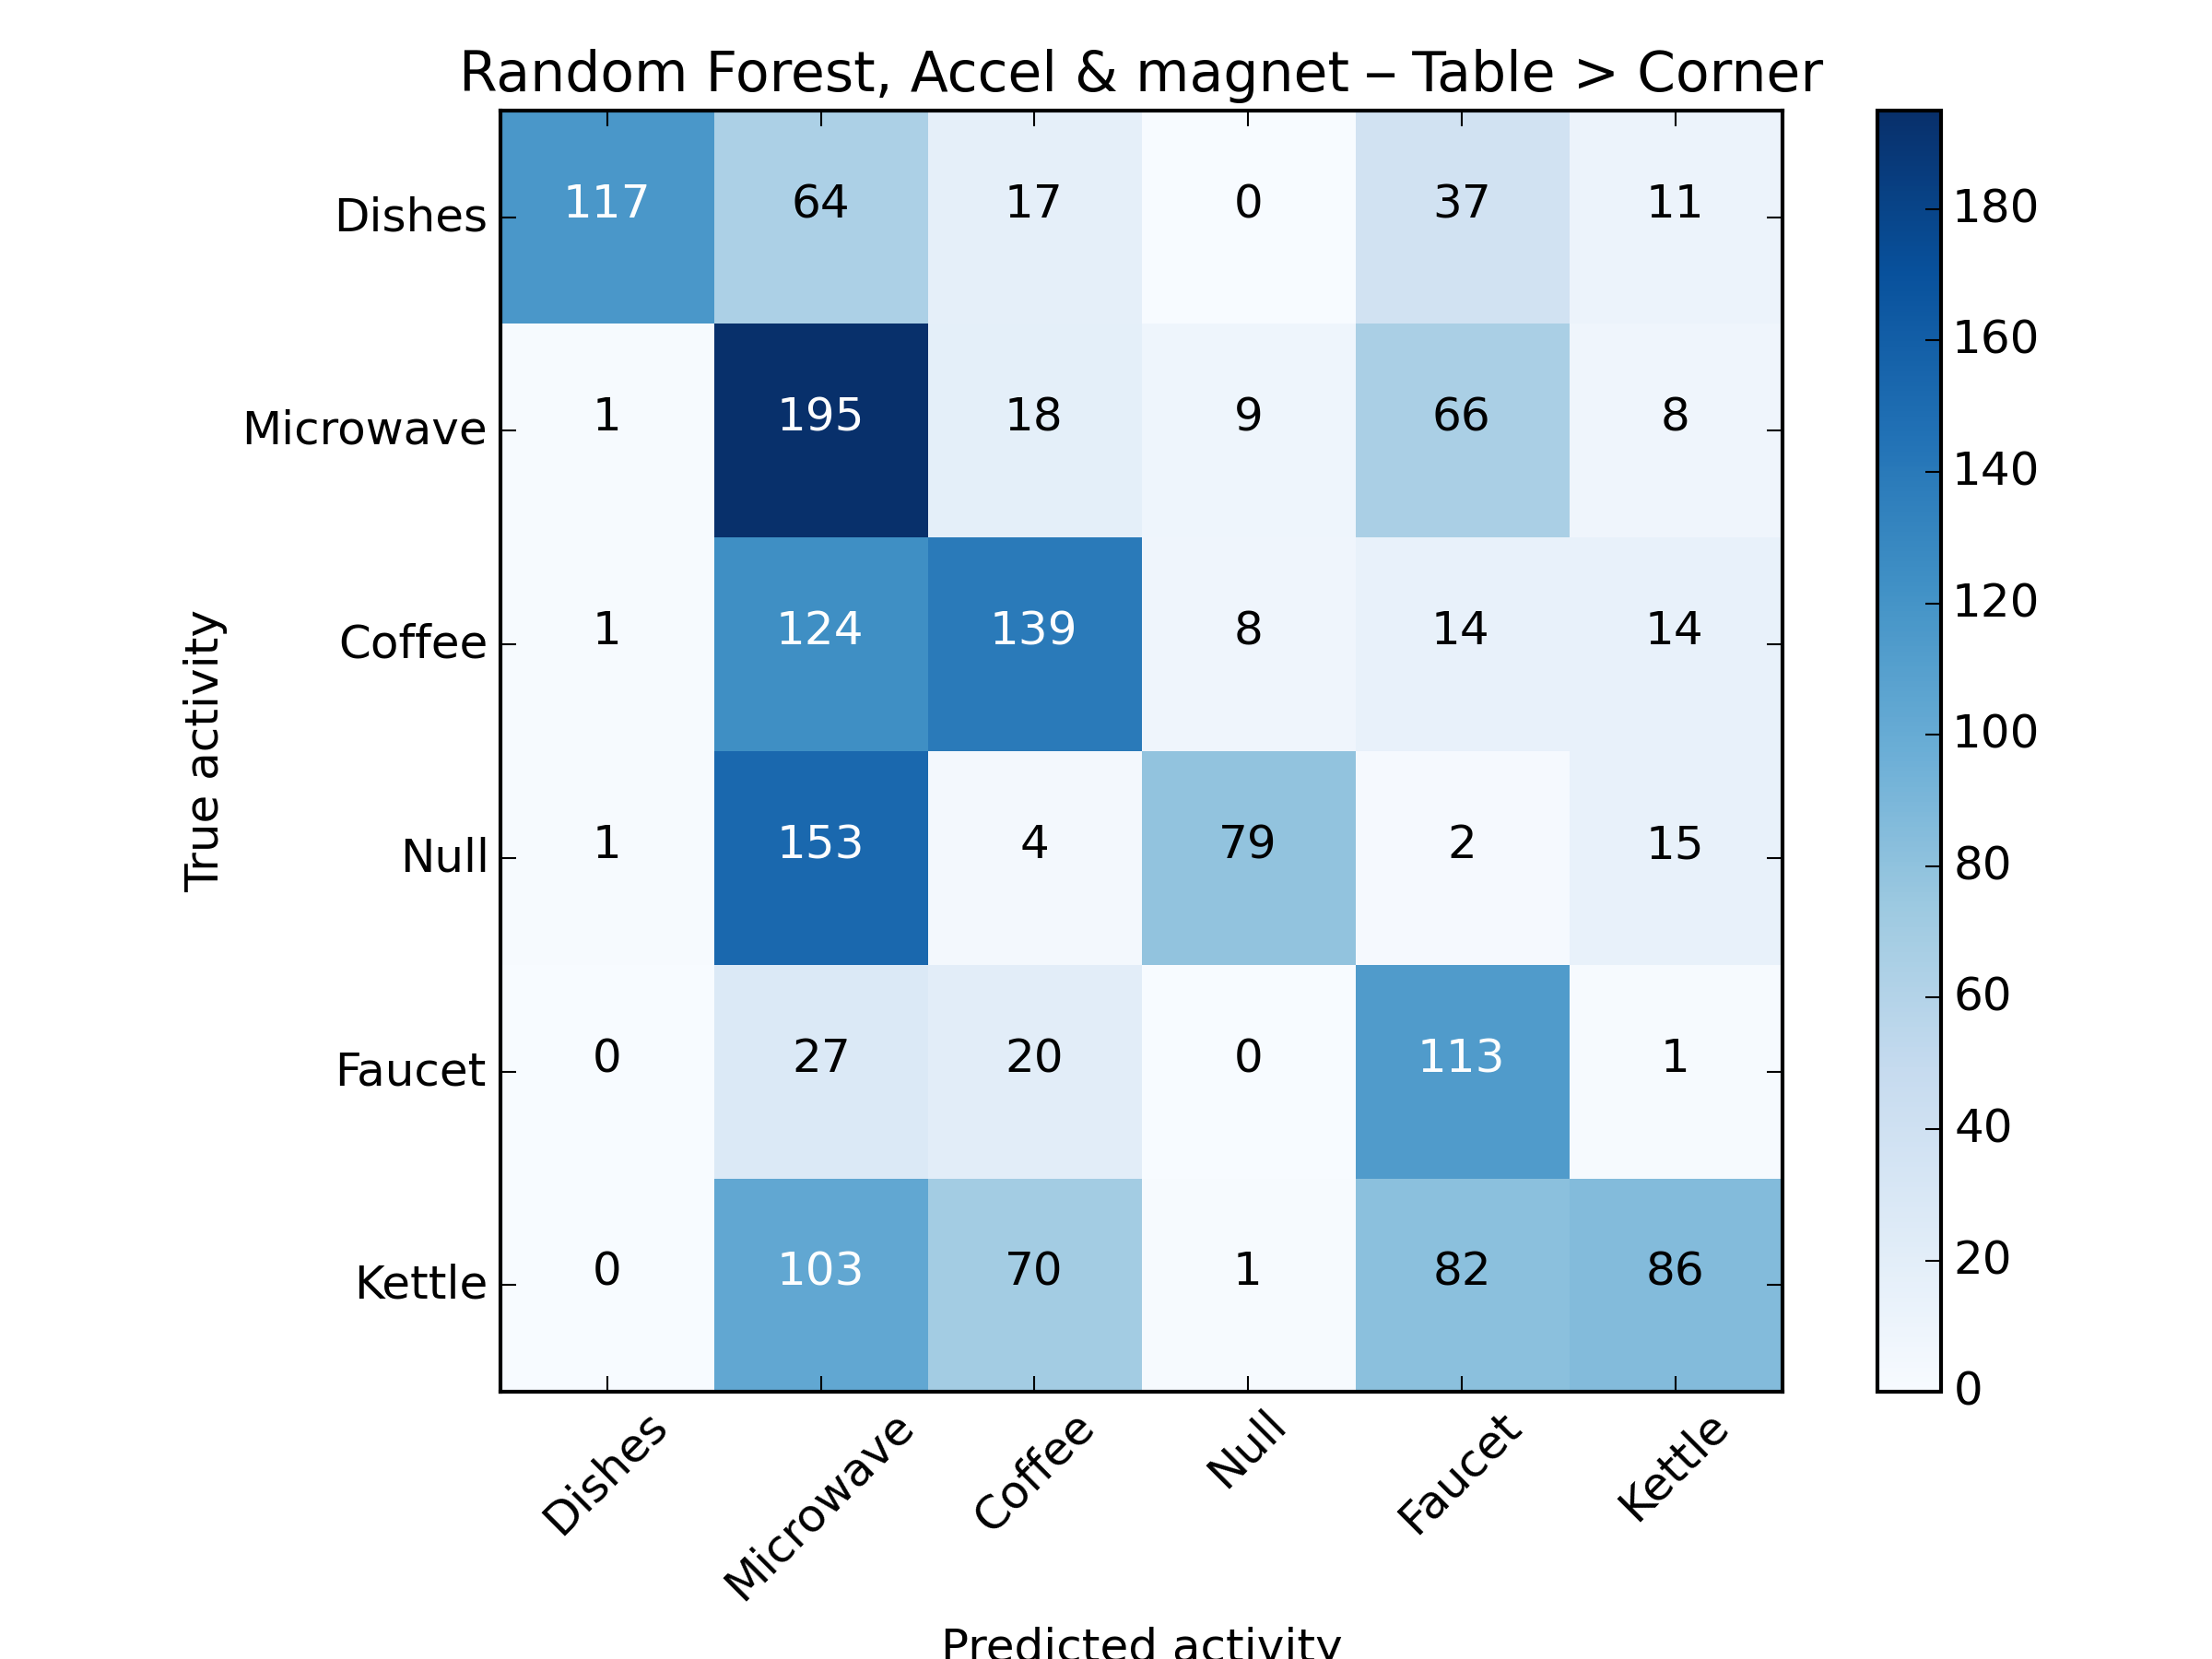 Random Forest, Accel & magnet – Table > Corner
Dishes 117 64 17 0 37 11
Microwave 1 195 18 9 66 8
Coffee 1 124 139 8 14 14
Null 1 153 4 79 2 15
Faucet 0 27 20 0 113 1
Kettle 0 103 70 1 82 86
True activity
Dishes Microwave Coffee Null Faucet Kettle
Predicted activity
180
160
140
120
100
80
60
40
20
0